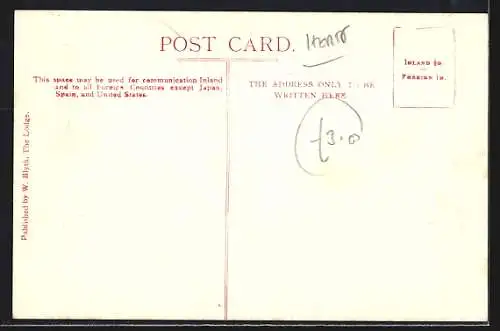 POST CARD.
This space may be used for communication Inland
and to all Foreign Countries except Japan,
Spain, and United States.
THE ADDRESS ONLY TO BE
WRITTEN HERE
INLAND ½D.
FOREIGN 1D.
Published by W. Blyth, The Lodge.